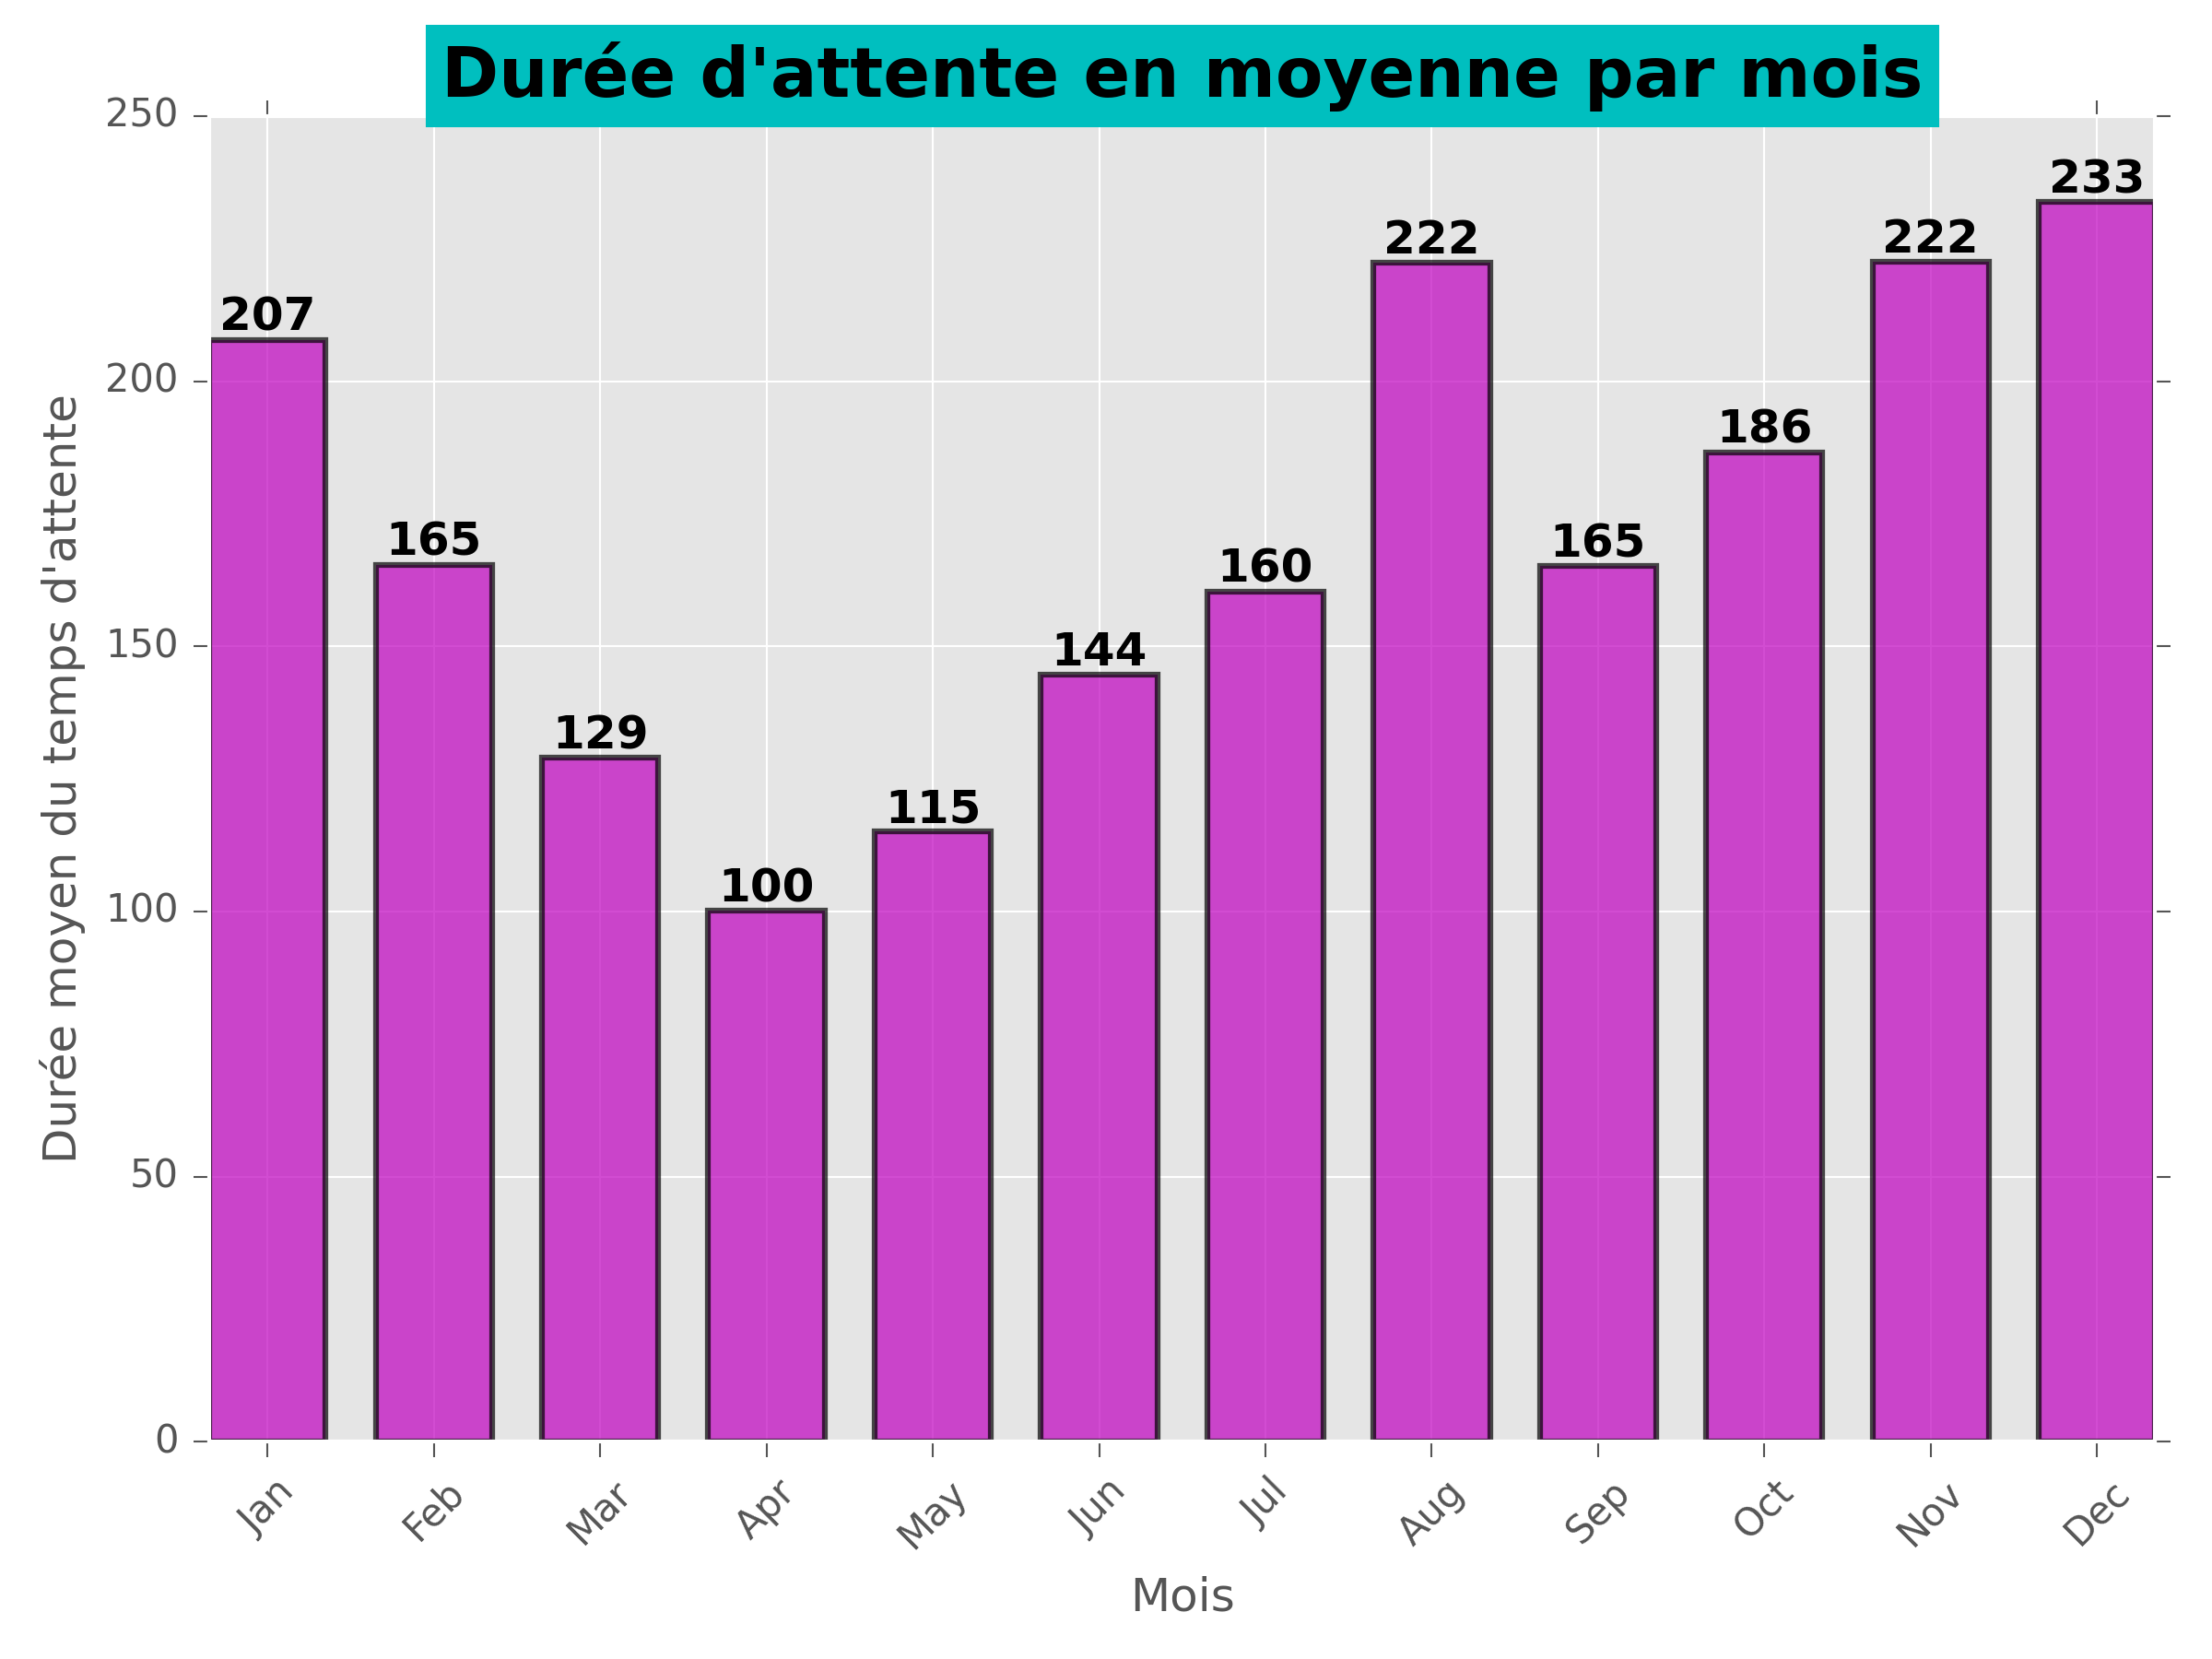 Durée d'attente en moyenne par mois
Durée moyen du temps d'attente
250
200
150
100
50
0
207
165
129
100
115
144
160
222
165
186
222
233
Jan
Feb
Mar
Apr
May
Jun
Jul
Aug
Sep
Oct
Nov
Dec
Mois